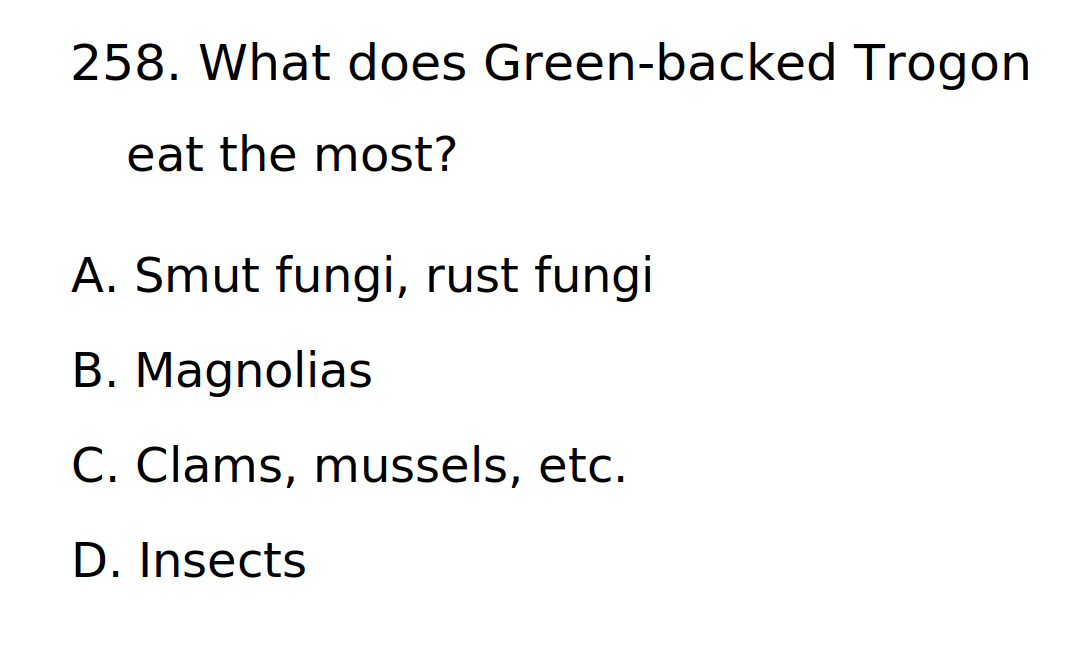 258. What does Green-backed Trogon
eat the most?
A. Smut fungi, rust fungi
B. Magnolias
C. Clams, mussels, etc.
D. Insects